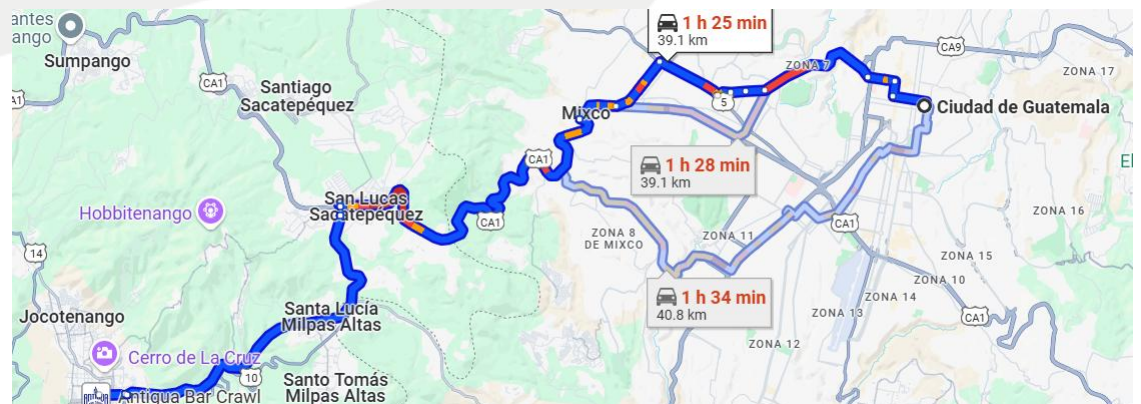 antes
ango
Sumpango
CA1
A1
Santiago
Sacatepéquez
1 h 25 min
39.1 km
ZONA 7
CA9
ZONA 17
5
Mixco
Ciudad de Guatemala
1 h 28 min
39.1 km
CA1
San Lucas
Sacatepéquez
Hobbitenango
CA1
El
ZONA 16
ZONA 8
DE MIXCO
ZONA 11
CA1
14
ZONA 15
ZONA 10
1 h 34 min
40.8 km
ZONA 14
ZONA 13
CA1
Jocotenango
Santa Lucía
Milpas Altas
ZONA 12
Cerro de La Cruz
10
Santo Tomás
Milpas Altas
Antigua Bar Crawl